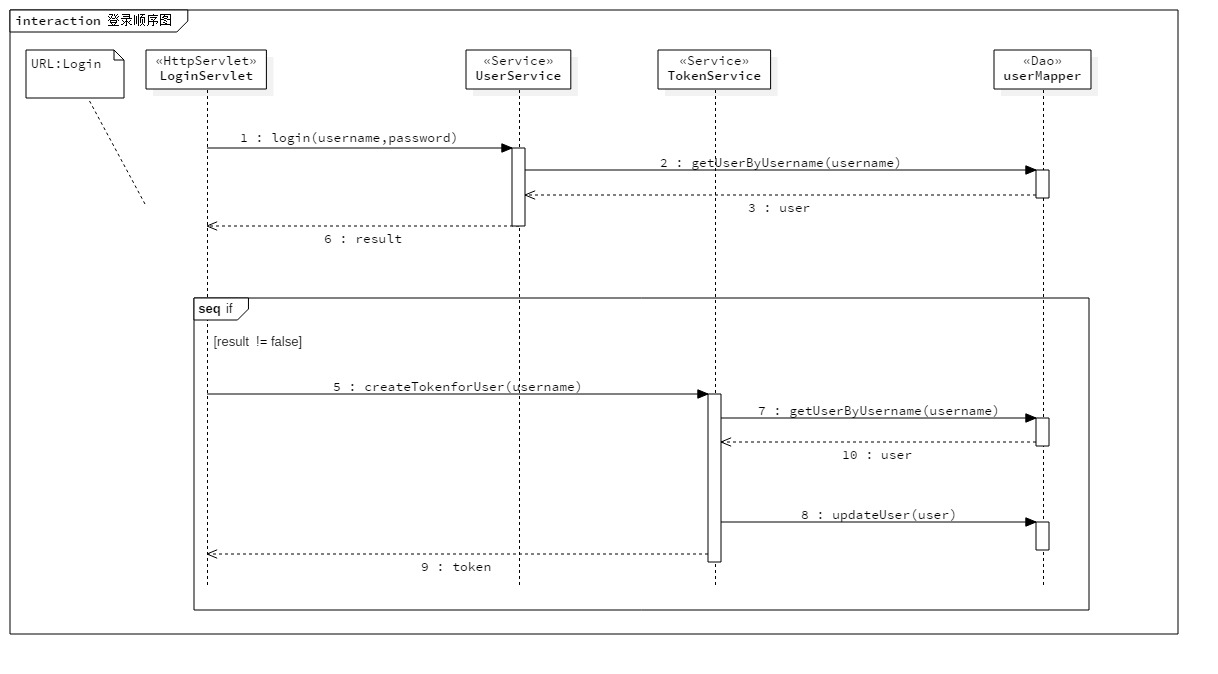 interaction 登录顺序图
URL:Login
«HttpServlet»
LoginServlet
«Service»
UserService
«Service»
TokenService
«Dao»
userMapper
1 : login(username,password)
2 : getUserByUsername(username)
3 : user
6 : result
seq if
[result != false]
5 : createTokenforUser(username)
7 : getUserByUsername(username)
10 : user
8 : updateUser(user)
9 : token